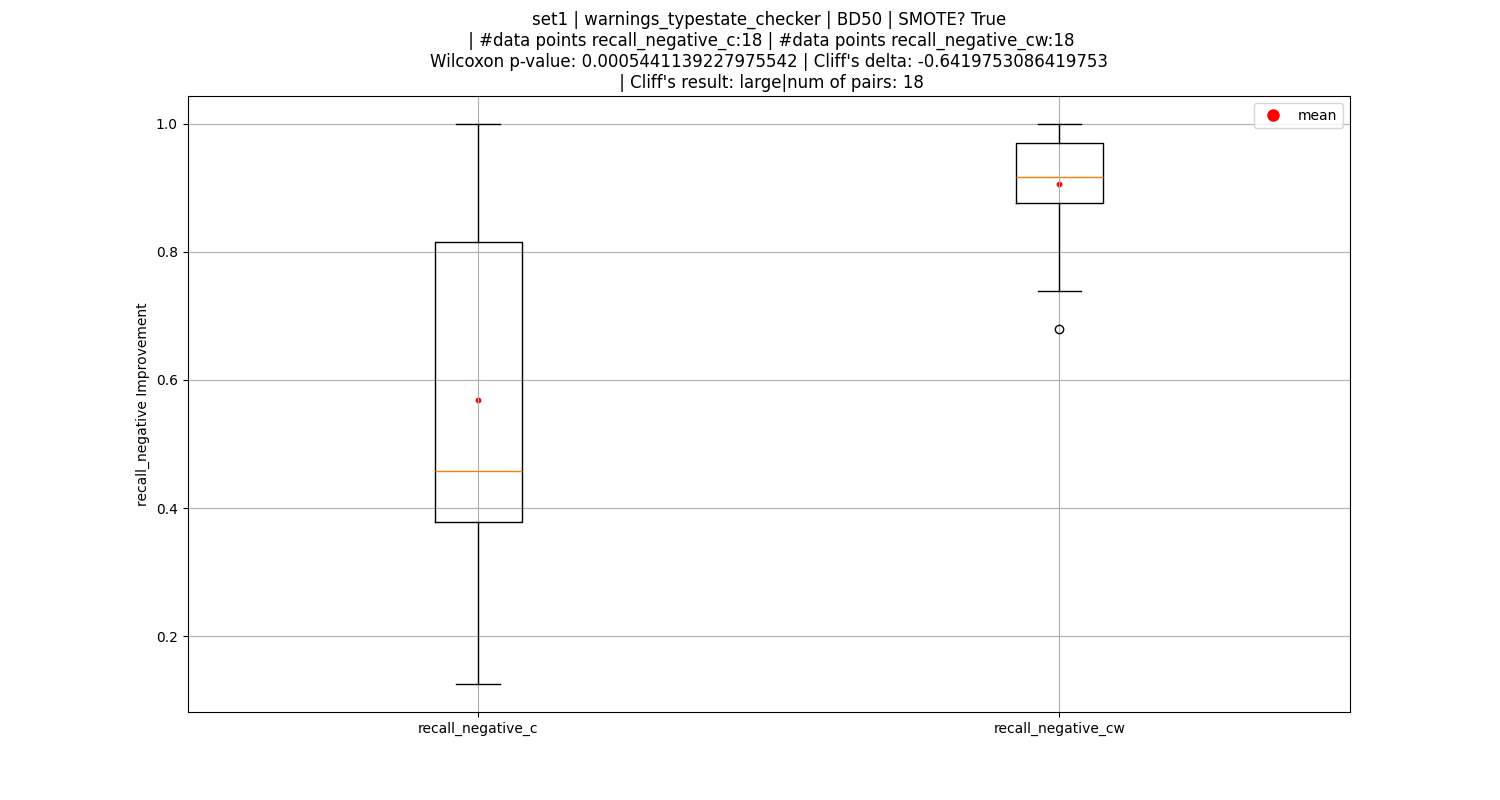 set1 | warnings_typestate_checker | BD50 | SMOTE? True
| #data points recall_negative_c:18 | #data points recall_negative_cw:18
Wilcoxon p-value: 0.0005441139227975542 | Cliff's delta: -0.6419753086419753
| Cliff's result: large|num of pairs: 18
mean
1.0
0.8
0.6
0.4
0.2
recall_negative Improvement
recall_negative_c
recall_negative_cw